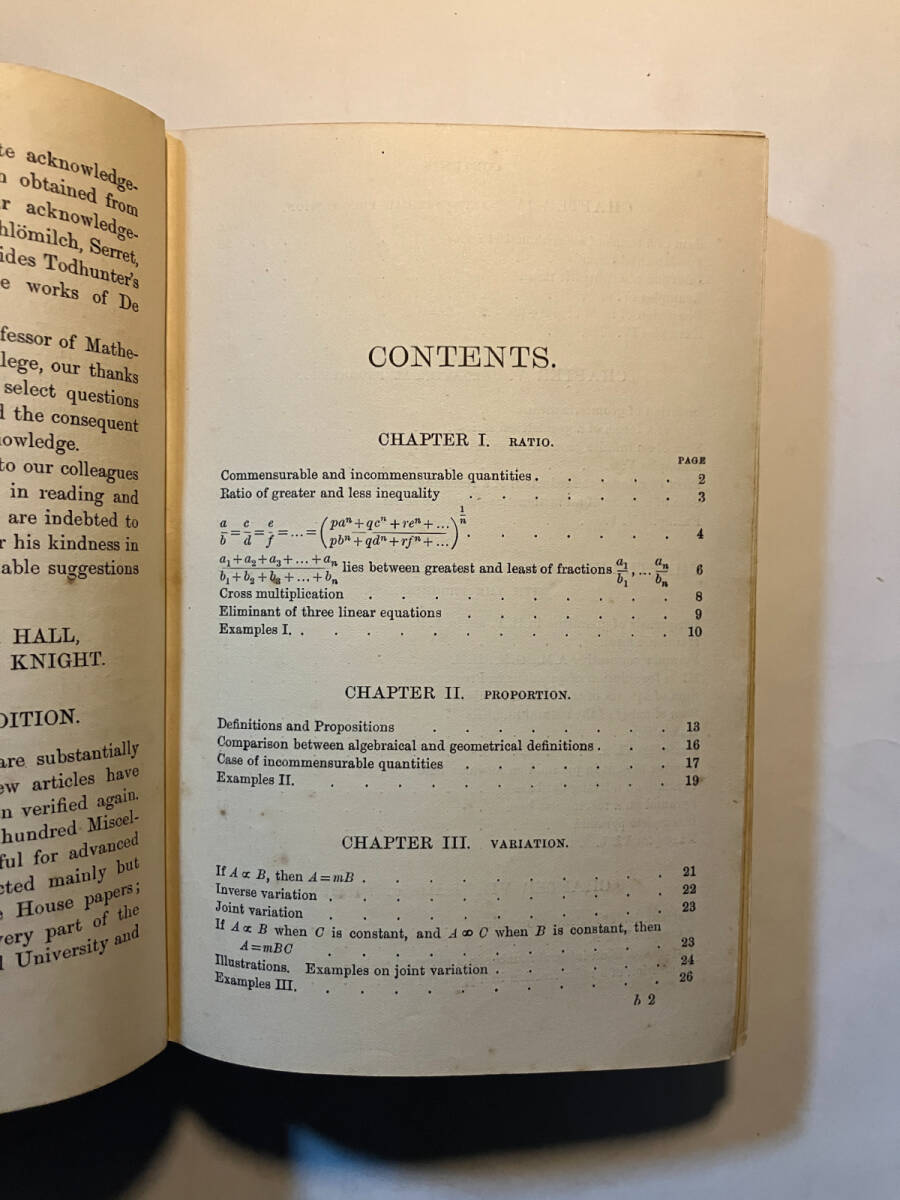 te acknowledge-
n obtained from
r acknowledge-
hlömilch, Serret,
ides Todhunter's
e works of De
fessor of Mathe-
llege, our thanks
select questions
d the consequent
nowledge.
to our colleagues
in reading and
are indebted to
r his kindness in
able suggestions
HALL,
KNIGHT.
DITION.
are substantially
ew articles have
n verified again.
hundred Miscel-
ful for advanced
cted mainly but
e House papers;
very part of the
l University and
CONTENTS.
CHAPTER I. RATIO.
PAGE
Commensurable and incommensurable quantities . . . . . 2
Ratio of greater and less inequality . . . . . . 3
a/b = c/d = e/f = ... = (paⁿ + qcⁿ + reⁿ + ... / pbⁿ + qdⁿ + rfⁿ + ...)^(1/n) . . . . . . 4
a₁ + a₂ + a₃ + ... + aₙ / b₁ + b₂ + b₃ + ... + bₙ lies between greatest and least of fractions a₁/b₁, ... aₙ/bₙ 6
Cross multiplication . . . . . . . . . 8
Eliminant of three linear equations . . . . . . 9
Examples I. . . . . . . . . . . . 10
CHAPTER II. PROPORTION.
Definitions and Propositions . . . . . . . 13
Comparison between algebraical and geometrical definitions . . . 16
Case of incommensurable quantities . . . . . . 17
Examples II. . . . . . . . . . . 19
CHAPTER III. VARIATION.
If A ∝ B, then A = mB . . . . . . . . . 21
Inverse variation . . . . . . . . . . 22
Joint variation . . . . . . . . . . 23
If A ∝ B when C is constant, and A ∞ C when B is constant, then
A = mBC . . . . . . . . . . 23
Illustrations. Examples on joint variation . . . . . 24
Examples III. . . . . . . . . . . 26
b 2